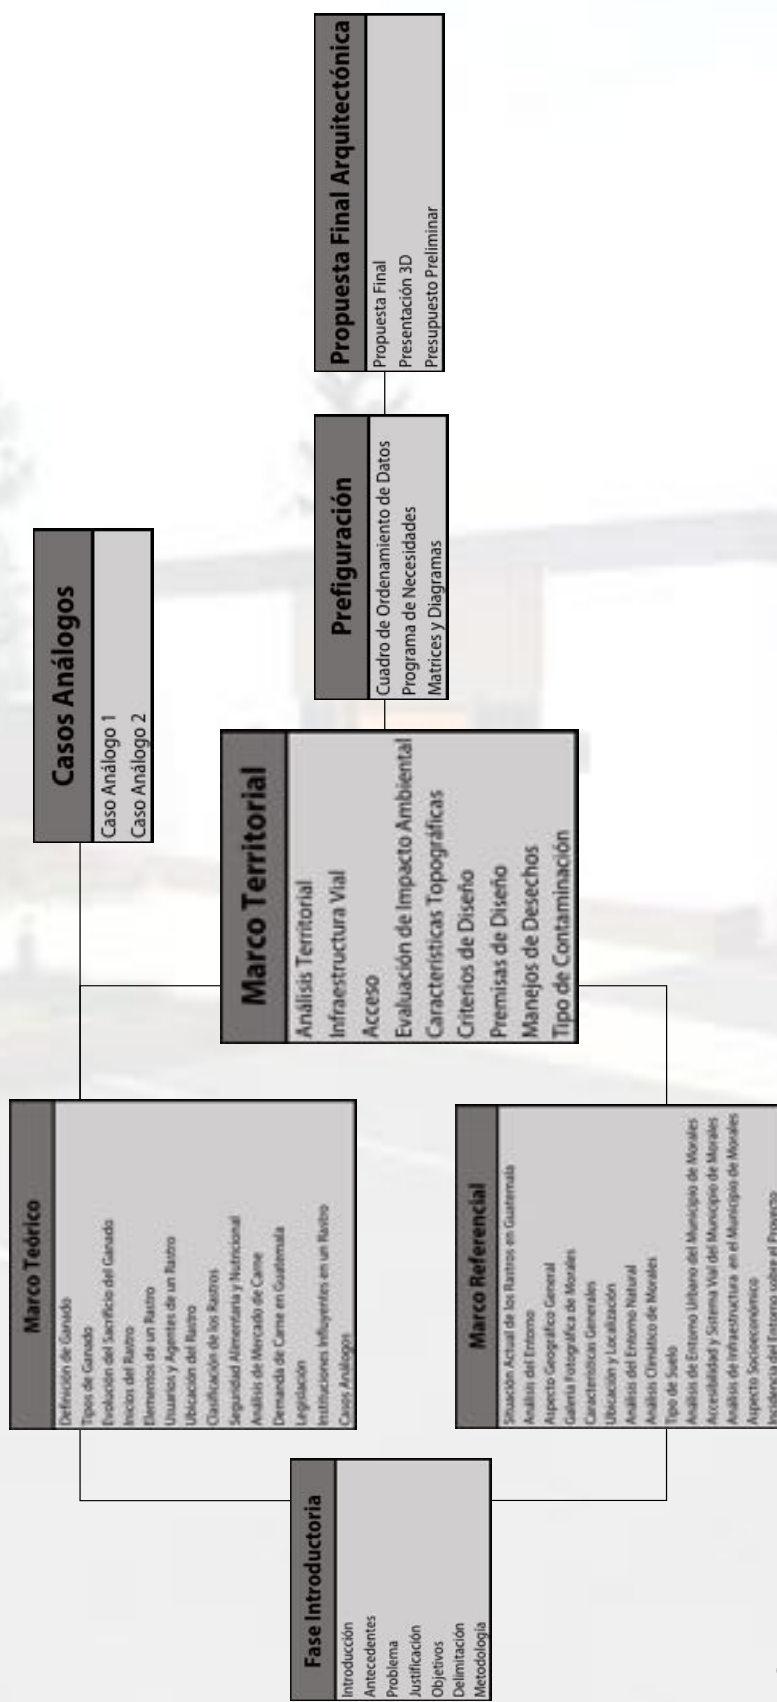 Fase Introductoria
Introducción
Antecedentes
Problema
Justificación
Objetivos
Delimitación
Metodología
Marco Teórico
Definición de Ganado
Tipos de Ganado
Evolución del Sacrificio del Ganado
Inicios del Rastro
Elementos de un Rastro
Usuarios y Agentes de un Rastro
Ubicación del Rastro
Clasificación de los Rastros
Seguridad Alimentaria y Nutricional
Análisis de Mercado de Carne
Demanda de Carne en Guatemala
Legislación
Instituciones Influyentes en un Rastro
Casos Análogos
Marco Referencial
Situación Actual de los Rastros en Guatemala
Análisis del Entorno
Aspecto Geográfico General
Galería Fotográfica de Morales
Características Generales
Ubicación y Localización
Análisis del Entorno Natural
Análisis Climático de Morales
Tipo de Suelo
Análisis de Entorno Urbano del Municipio de Morales
Accesibilidad y Sistema Vial del Municipio de Morales
Análisis de Infraestructura en el Municipio de Morales
Aspecto Socioeconómico
Incidencia del Entorno sobre el Proyecto
Casos Análogos
Caso Análogo 1
Caso Análogo 2
Marco Territorial
Análisis Territorial
Infraestructura Vial
Acceso
Evaluación de Impacto Ambiental
Características Topográficas
Criterios de Diseño
Premisas de Diseño
Manejos de Desechos
Tipo de Contaminación
Prefiguración
Cuadro de Ordenamiento de Datos
Programa de Necesidades
Matrices y Diagramas
Propuesta Final Arquitectónica
Propuesta Final
Presentación 3D
Presupuesto Preliminar